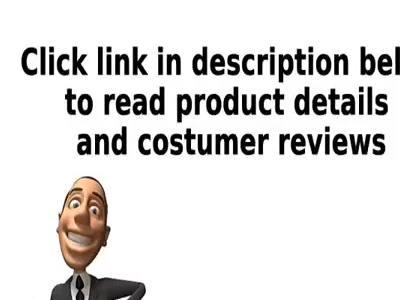 Click link in description bel
to read product details
and costumer reviews